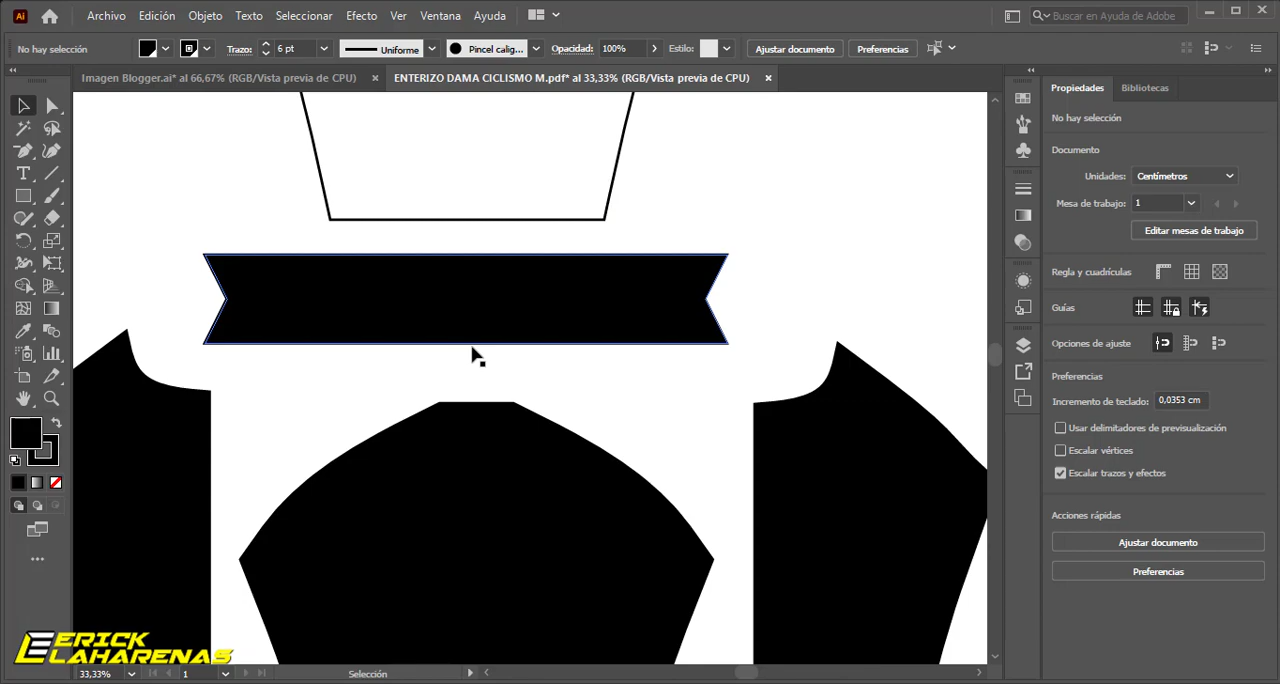 Ai Archivo Edición Objeto Texto Seleccionar Efecto Ver Ventana Ayuda Buscar en Ayuda de Adobe
No hay selección Trazo: 6 pt Uniforme Pincel calig... Opacidad: 100% Estilo: Ajustar documento Preferencias
Imagen Blogger.ai* al 66,67% (RGB/Vista previa de CPU) × ENTERIZO DAMA CICLISMO M.pdf* al 33,33% (RGB/Vista previa de CPU) ×
Propiedades Bibliotecas
No hay selección
Documento
Unidades: Centímetros
Mesa de trabajo: 1
Editar mesas de trabajo
Regla y cuadrículas
Guías
Opciones de ajuste
Preferencias
Incremento de teclado: 0,0353 cm
Usar delimitadores de previsualización
Escalar vértices
Escalar trazos y efectos
Acciones rápidas
Ajustar documento
Preferencias
ERICK
LAHARENAS
33,33% 1 Selección